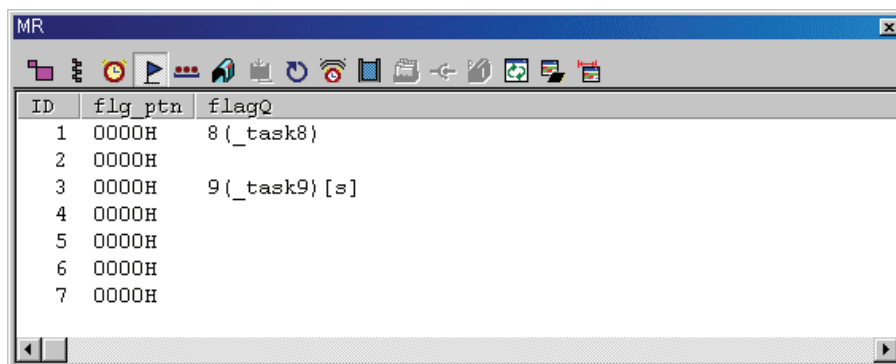 MR
ID flg_ptn flagQ
1 0000H 8(_task8)
2 0000H
3 0000H 9(_task9)[s]
4 0000H
5 0000H
6 0000H
7 0000H